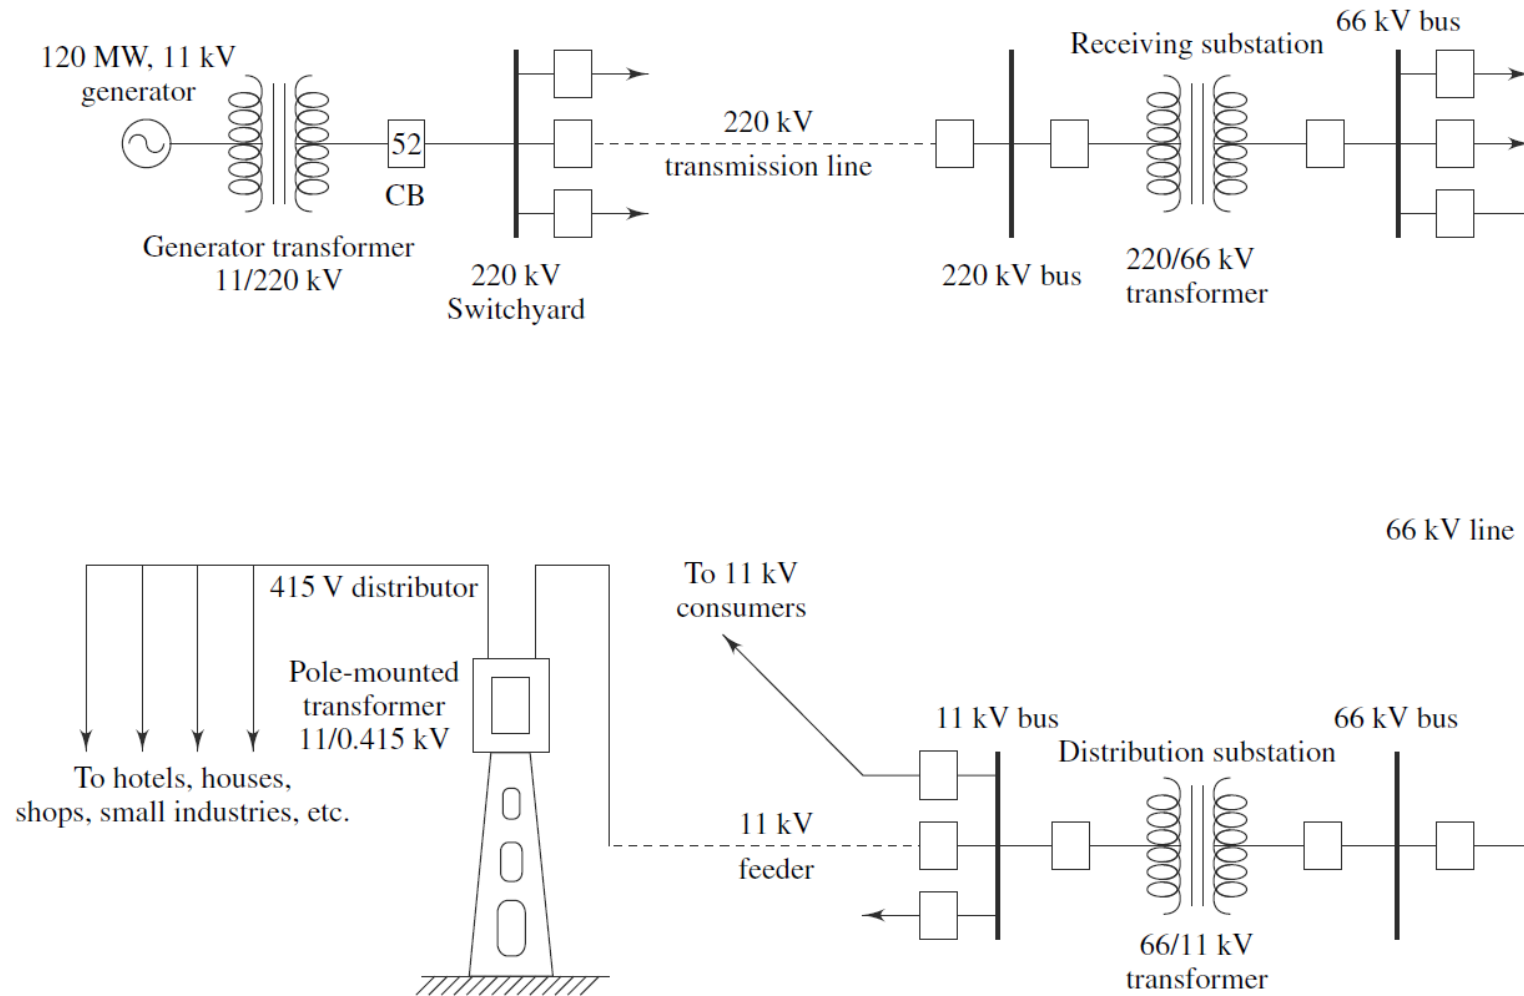 120 MW, 11 kV
generator
52
CB
Generator transformer
11/220 kV
220 kV
Switchyard
220 kV
transmission line
220 kV bus
Receiving substation
220/66 kV
transformer
66 kV bus
66 kV line
66 kV bus
Distribution substation
66/11 kV
transformer
11 kV bus
To 11 kV
consumers
11 kV
feeder
415 V distributor
Pole-mounted
transformer
11/0.415 kV
To hotels, houses,
shops, small industries, etc.